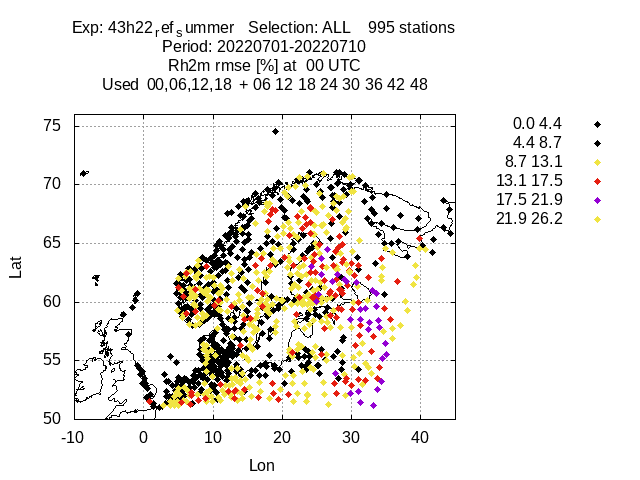 Exp: 43h22ref summer   Selection: ALL    995 stations
Period: 20220701-20220710
Rh2m rmse [%] at  00 UTC
Used  00,06,12,18  + 06 12 18 24 30 36 42 48
0.0 4.4
4.4 8.7
8.7 13.1
13.1 17.5
17.5 21.9
21.9 26.2
75
70
65
60
55
50
Lat
-10 0 10 20 30 40
Lon